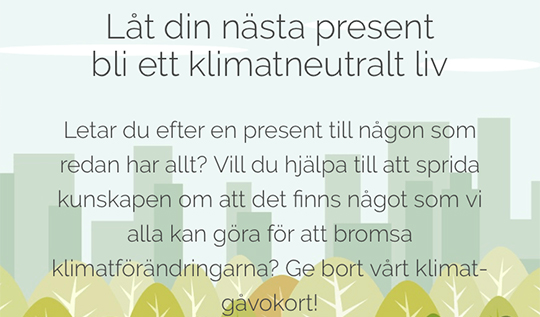 Låt din nästa present
bli ett klimatneutralt liv
Letar du efter en present till någon som
redan har allt? Vill du hjälpa till att sprida
kunskapen om att det finns något som vi
alla kan göra för att bromsa
klimatförändringarna? Ge bort vårt klimat-
gåvokort!